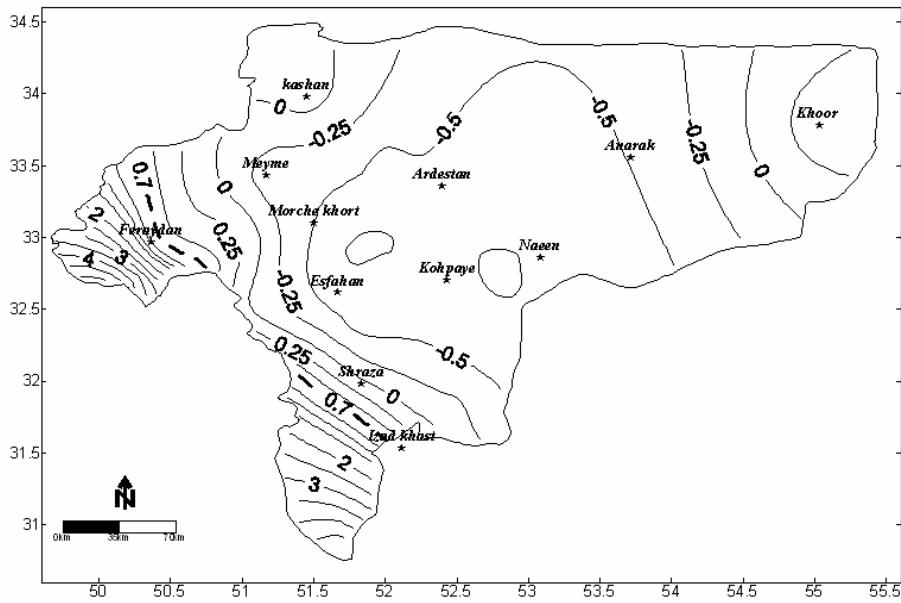 34.5
kashan
34
0
Khoor
-0.25
-0.5
-0.5
-0.25
33.5
Meyme
Anarak
0.7
0
Ardestan
0
2
Morche khort
33
Fereydan
0.25
Naeen
4
3
Kohpaye
Esfahan
-0.25
32.5
0.25
-0.5
32
Shraza
0.7
0
Izad khast
31.5
2
3
N
31
0km
35km
70km
50
50.5
51
51.5
52
52.5
53
53.5
54
54.5
55
55.5